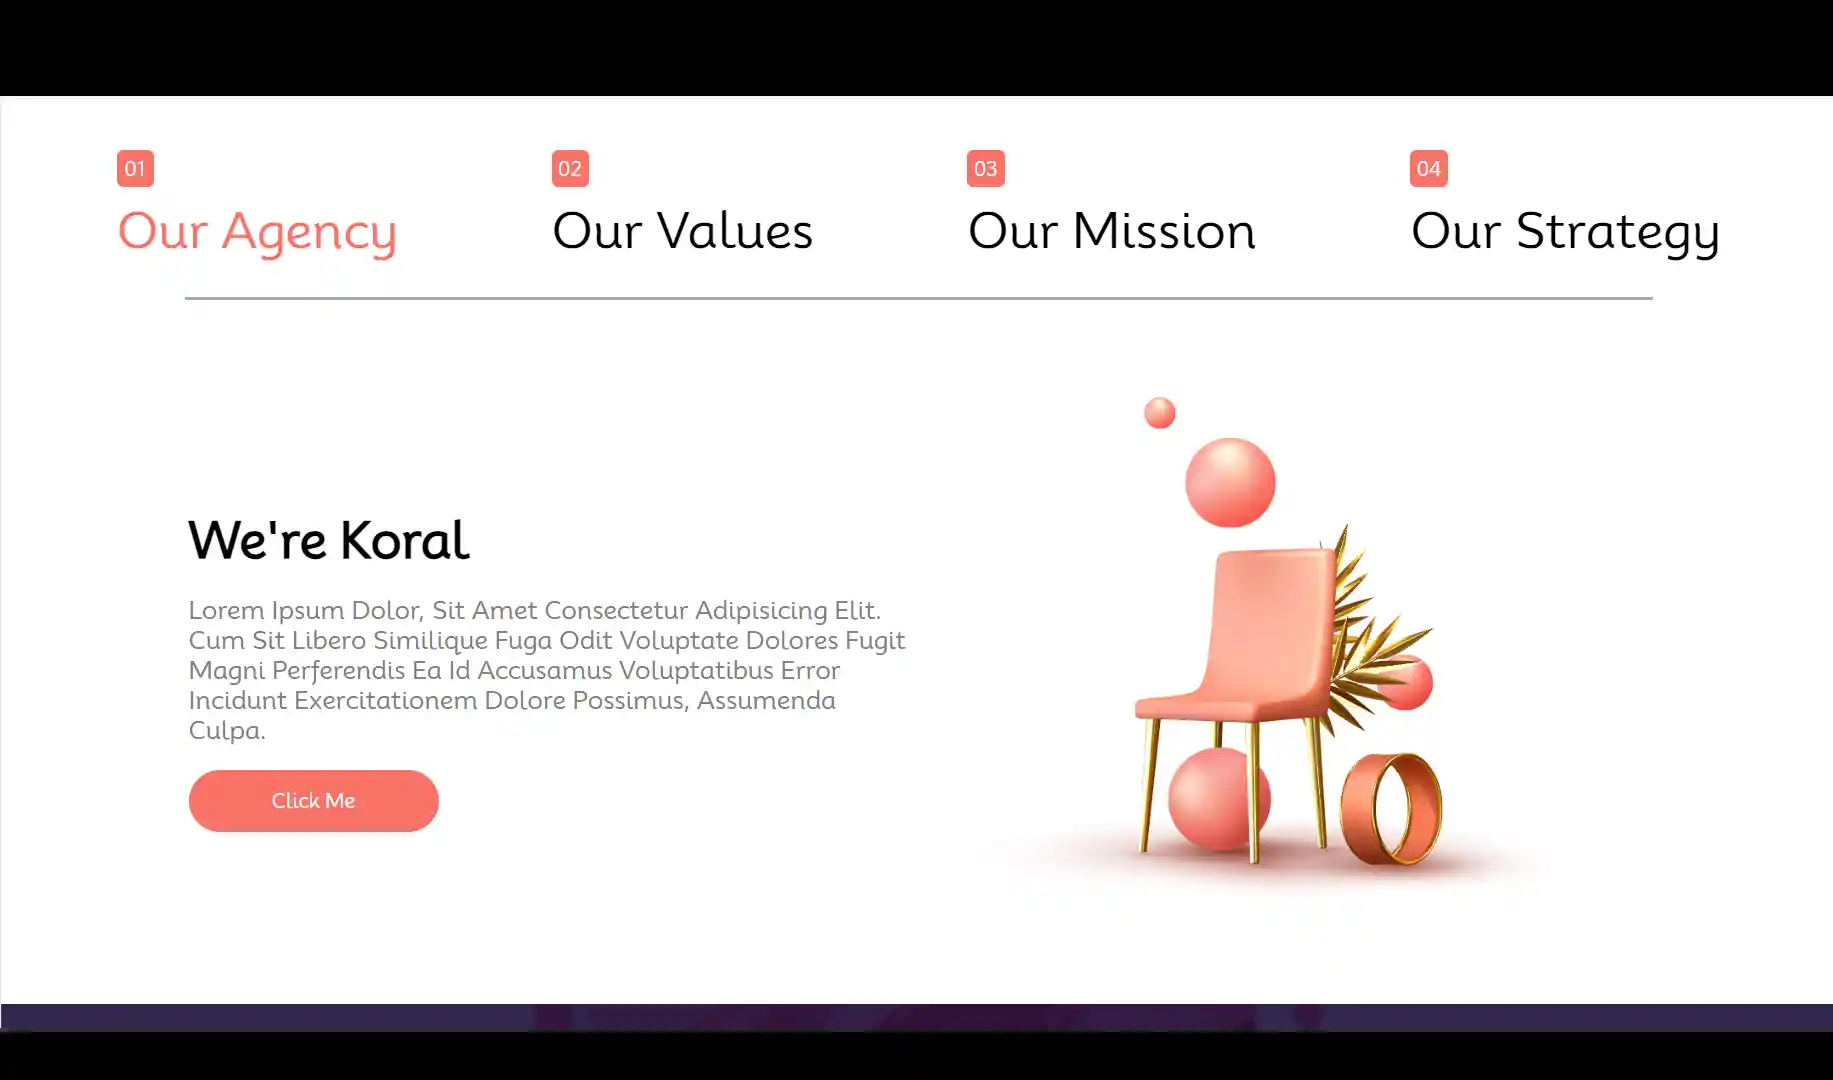 01
Our Agency
02
Our Values
03
Our Mission
04
Our Strategy
We're Koral
Lorem Ipsum Dolor, Sit Amet Consectetur Adipisicing Elit.
Cum Sit Libero Similique Fuga Odit Voluptate Dolores Fugit
Magni Perferendis Ea Id Accusamus Voluptatibus Error
Incidunt Exercitationem Dolore Possimus, Assumenda
Culpa.
Click Me